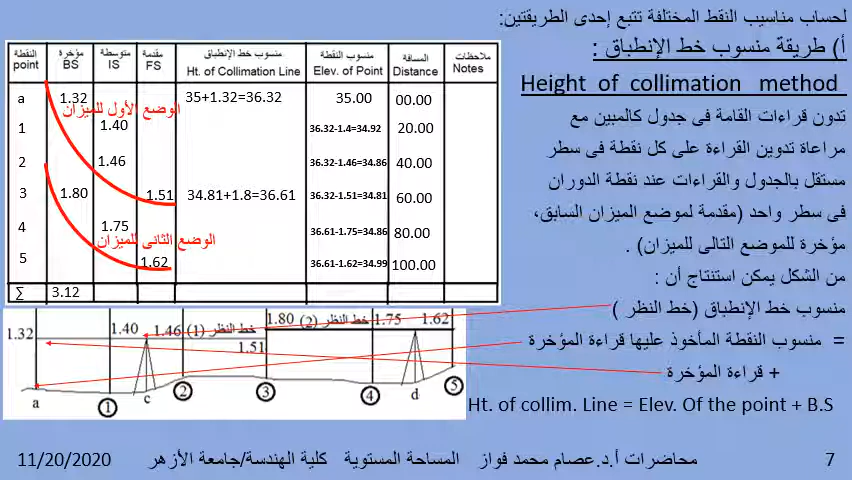 لحساب مناسيب النقط المختلفة تتبع إحدى الطريقتين:
أ) طريقة منسوب خط الإنطباق :
Height of collimation method
تدون قراءات القامة فى جدول كالمبين مع
مراعاة تدوين القراءة على كل نقطة فى سطر
مستقل بالجدول والقراءات عند نقطة الدوران
فى سطر واحد (مقدمة لموضع الميزان السابق،
مؤخرة للموضع التالى للميزان) .
من الشكل يمكن استنتاج أن :
منسوب خط الإنطباق (خط النظر )
= منسوب النقطة المأخوذ عليها قراءة المؤخرة
+ قراءة المؤخرة
Ht. of collim. Line = Elev. Of the point + B.S
النقطة مؤخرة متوسطة مقدمة منسوب خط الإنطباق منسوب النقطة المسافة ملاحظات
point BS IS FS Ht. of Collimation Line Elev. of Point Distance Notes
a 1.32 35+1.32=36.32 35.00 00.00
الوضع الأول للميزان
1 1.40 36.32-1.4=34.92 20.00
2 1.46 36.32-1.46=34.86 40.00
3 1.80 1.51 34.81+1.8=36.61 36.32-1.51=34.81 60.00
4 1.75 36.61-1.75=34.86 80.00
الوضع الثانى للميزان
5 1.62 36.61-1.62=34.99 100.00
∑ 3.12
1.32 1.40 1.46 خط النظر (1) 1.51 1.80 خط النظر (2) 1.75 1.62
a 1 c 2 3 4 d 5
11/20/2020 محاضرات أ.د.عصام محمد فواز المساحة المستوية كلية الهندسة/جامعة الأزهر 7